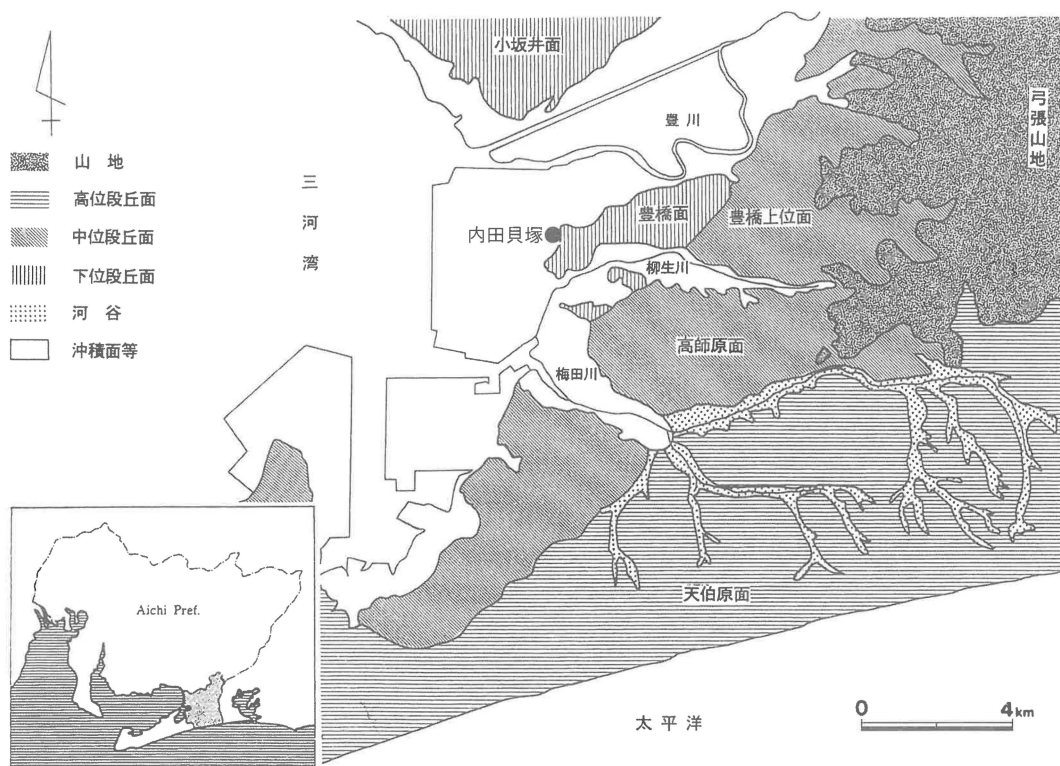 小坂井面
弓張山地
豊川
山地
高位段丘面
中位段丘面
下位段丘面
河谷
沖積面等
三河湾
豊橋面
豊橋上位面
内田貝塚
柳生川
高師原面
梅田川
天伯原面
Aichi Pref.
太平洋
0 4km